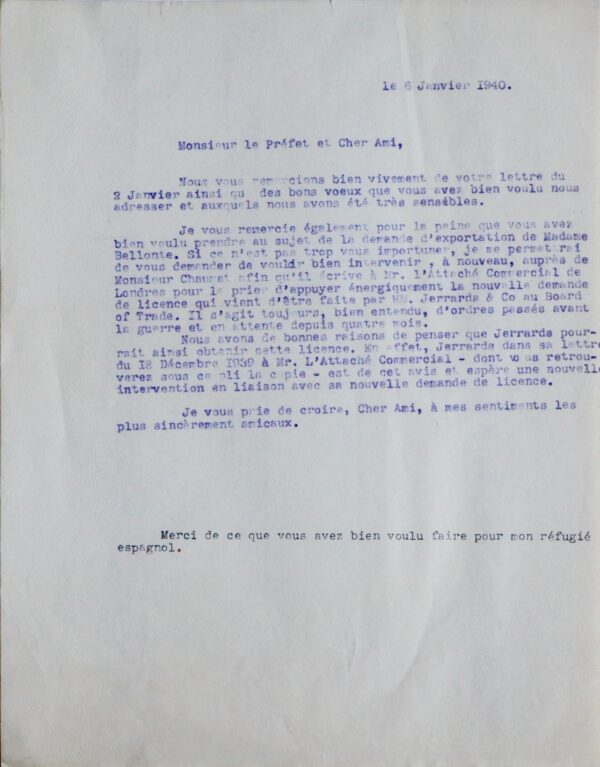 le 6 Janvier 1940.
Monsieur le Préfet et Cher Ami,
Nous vous remercions bien vivement de votre lettre du
2 Janvier ainsi qu des bons voeux que vous avez bien voulu nous
adresser et auxquels nous avons été très sensibles.
Je vous remercie également pour la peine que vous avez
bien voulu prendre au sujet de la demande d'exportation de Madame
Bellonte. Si ce n'est pas trop vous importuner, je me permettrai
de vous demander de vouloir bien intervenir , à nouveau, auprès de
Monsieur afin qu'il écrive à Mr. l'Attaché Commercial de
Londres pour le prier d'appuyer énergiquement la nouvelle demande
de licence qui vient d'être faite par MM. Jerrards & Co au Board
of Trade. Il s'agit toujours, bien entendu, d'ordres passés avant
la guerre et en attente depuis quatre mois.
Nous avons de bonnes raisons de penser que Jerrards pour-
rait ainsi obtenir cette licence. En effet, Jerrards dans sa lettre
du 18 Décembre 1939 à Mr. L'Attaché Commercial - dont vous retrou-
verez sous ce pli la copie - est de cet avis et espère une nouvelle
intervention en liaison avec sa nouvelle demande de licence.
Je vous prie de croire, Cher Ami, à mes sentiments les
plus sincèrement amicaux.
Merci de ce que vous avez bien voulu faire pour mon réfugié
espagnol.